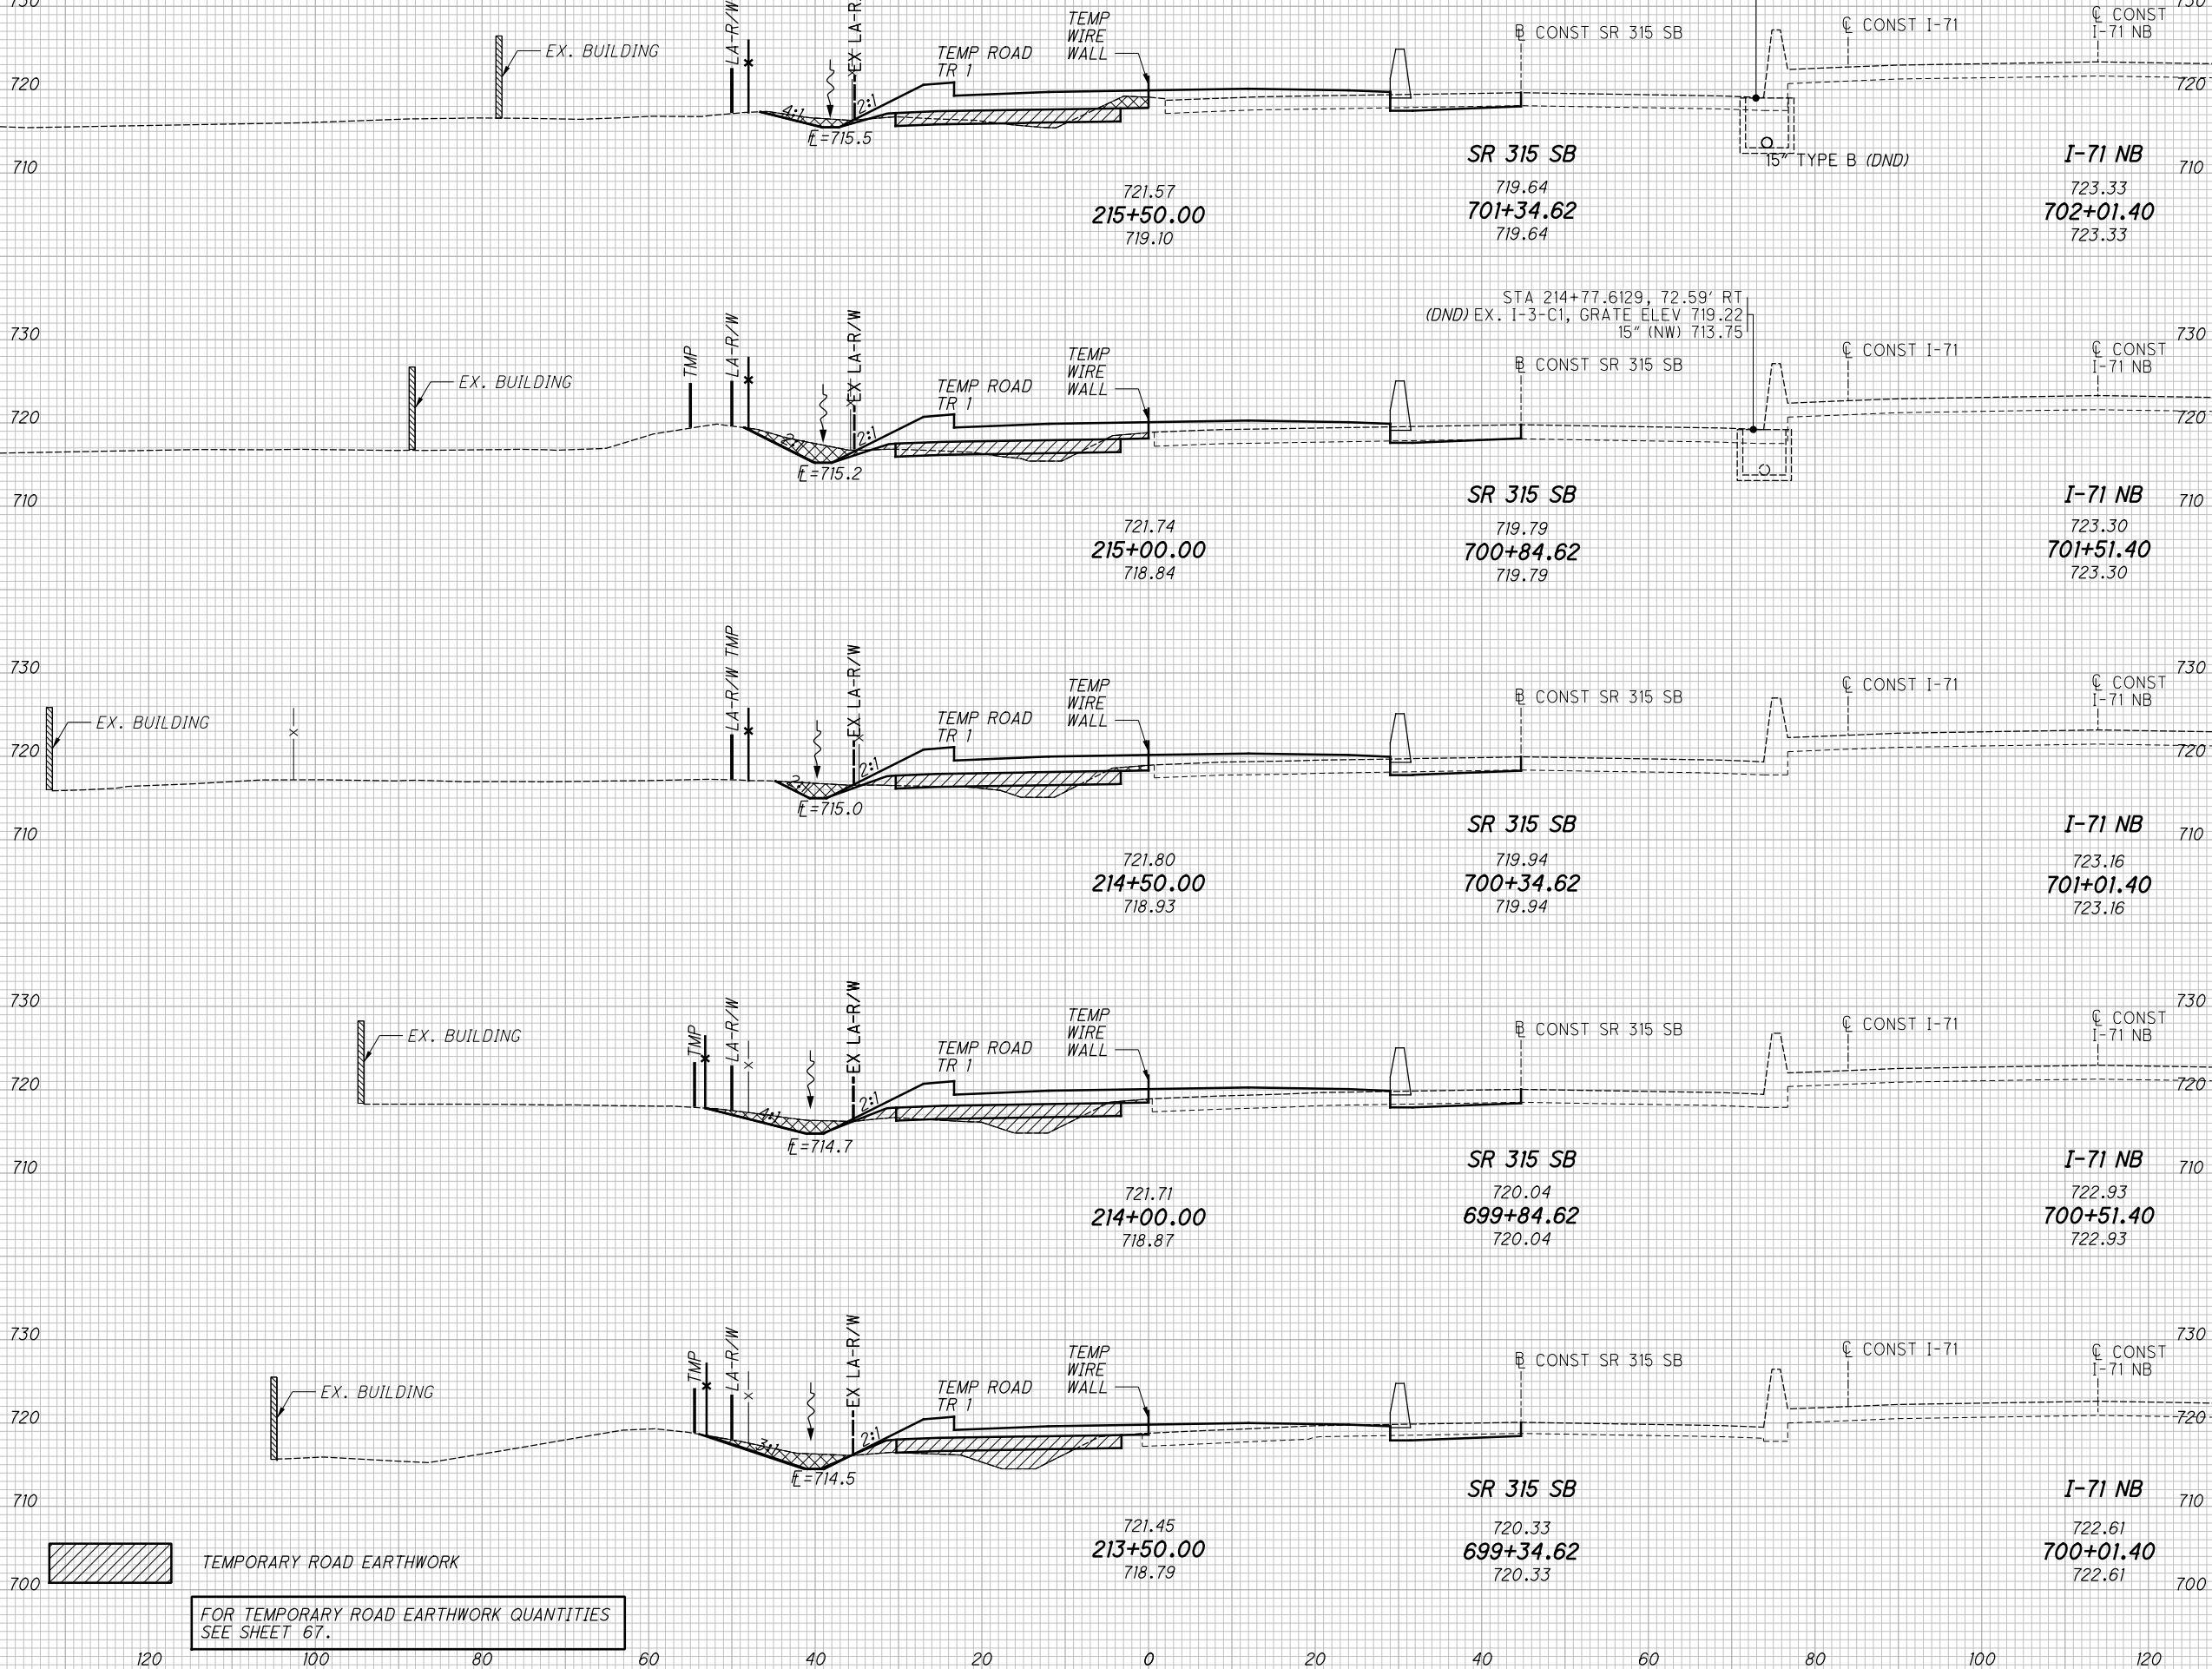 730
730
EX. BUILDING
LA-R/W
EX LA-R/
TEMP
WIRE
WALL
TEMP ROAD
TR 1
CONST SR 315 SB
CONST I-71
CONST
I-71 NB
720
720
4:1
2:1
=715.5
15" TYPE B (DND)
710
710
SR 315 SB
I-71 NB
721.57
215+50.00
719.10
719.64
701+34.62
719.64
723.33
702+01.40
723.33
STA 214+77.6129, 72.59' RT
(DND) EX. I-3-C1, GRATE ELEV 719.22
15" (NW) 713.75
730
730
EX. BUILDING
TMP
LA-R/W
EX LA-R/W
TEMP
WIRE
WALL
TEMP ROAD
TR 1
CONST SR 315 SB
CONST I-71
CONST
I-71 NB
720
720
2:1
=715.2
710
710
SR 315 SB
I-71 NB
721.74
215+00.00
718.84
719.79
700+84.62
719.79
723.30
701+51.40
723.30
730
730
EX. BUILDING
X
LA-R/W TMP
EX LA-R/W
TEMP
WIRE
WALL
TEMP ROAD
TR 1
CONST SR 315 SB
CONST I-71
CONST
I-71 NB
720
720
2:1
=715.0
710
710
SR 315 SB
I-71 NB
721.80
214+50.00
718.93
719.94
700+34.62
719.94
723.16
701+01.40
723.16
730
730
EX. BUILDING
TMP
LA-R/W
X
EX LA-R/W
TEMP
WIRE
WALL
TEMP ROAD
TR 1
CONST SR 315 SB
CONST I-71
CONST
I-71 NB
720
720
4:1
2:1
=714.7
710
710
SR 315 SB
I-71 NB
721.71
214+00.00
718.87
720.04
699+84.62
720.04
722.93
700+51.40
722.93
730
730
EX. BUILDING
TMP
LA-R/W
X
EX LA-R/W
TEMP
WIRE
WALL
TEMP ROAD
TR 1
CONST SR 315 SB
CONST I-71
CONST
I-71 NB
720
720
3:1
2:1
=714.5
710
710
SR 315 SB
I-71 NB
721.45
213+50.00
718.79
720.33
699+34.62
720.33
722.61
700+01.40
722.61
TEMPORARY ROAD EARTHWORK
700
700
FOR TEMPORARY ROAD EARTHWORK QUANTITIES
SEE SHEET 67.
120 100 80 60 40 20 0 20 40 60 80 100 120